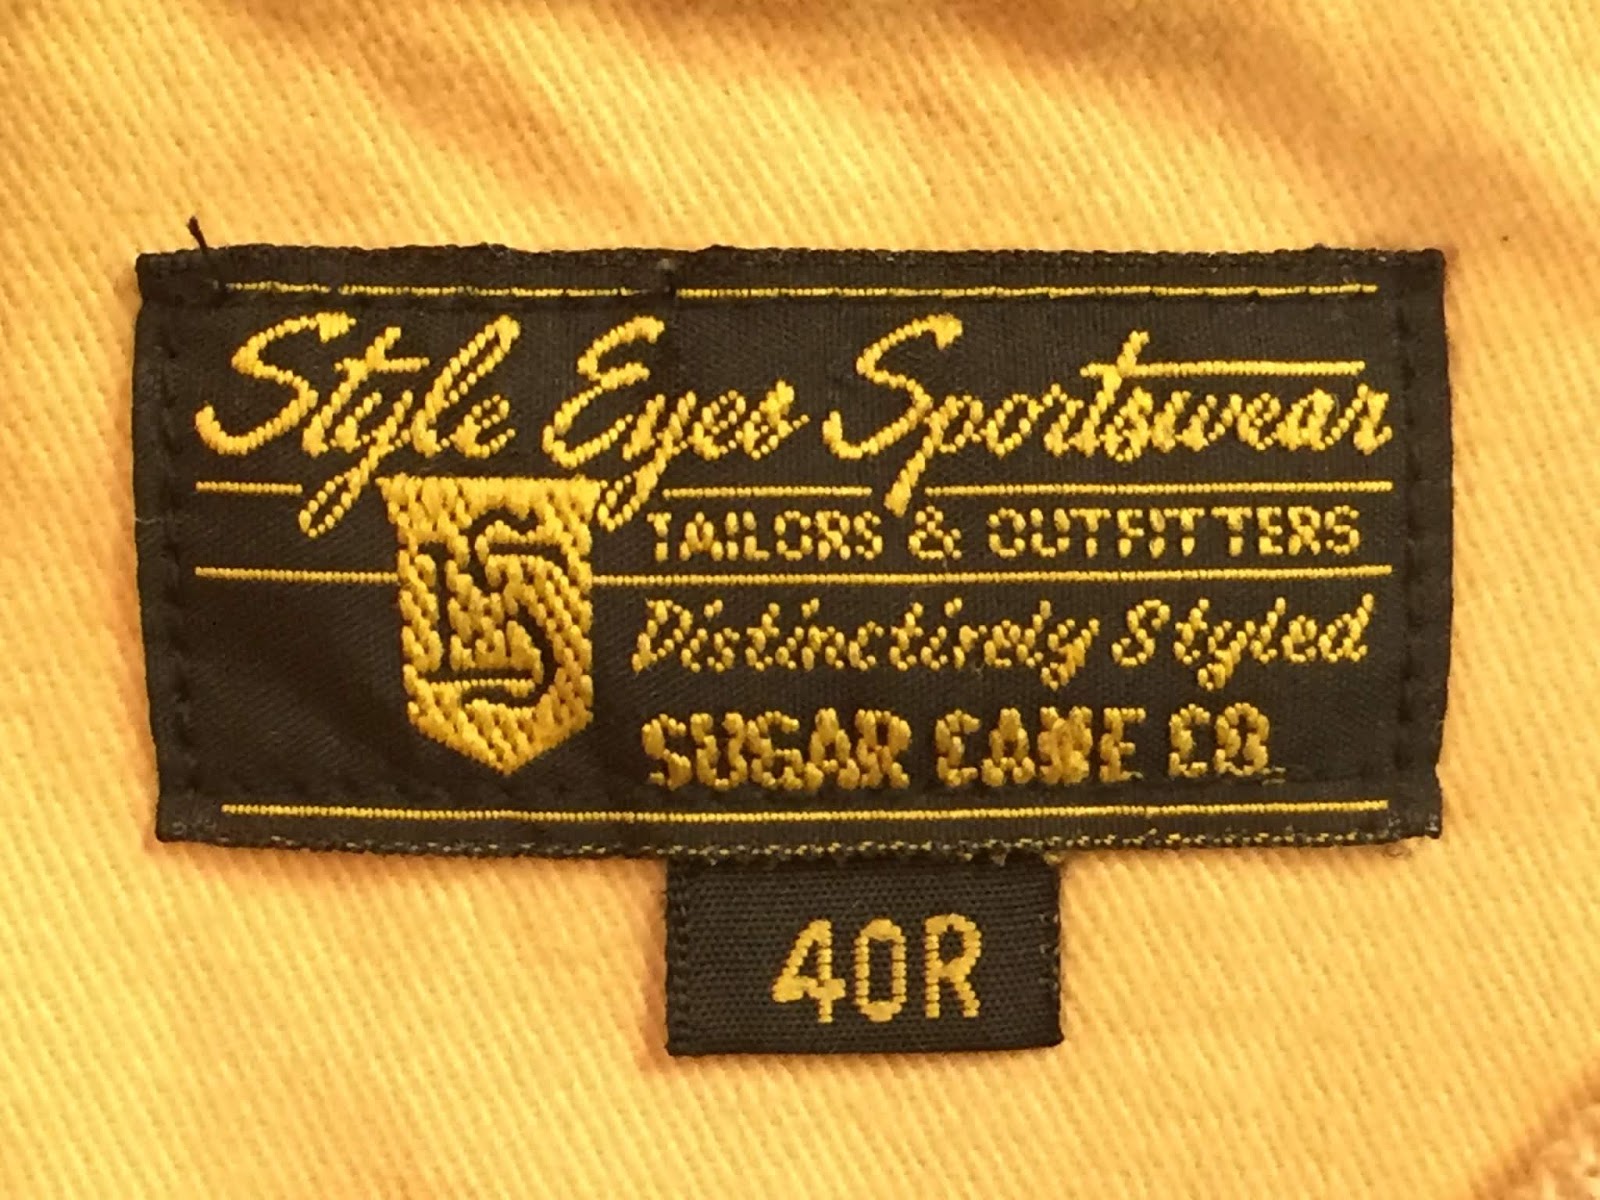 Style Eyes Sportswear
TAILORS & OUTFITTERS
Distinctively Styled
SUGAR CANE CO.
40R